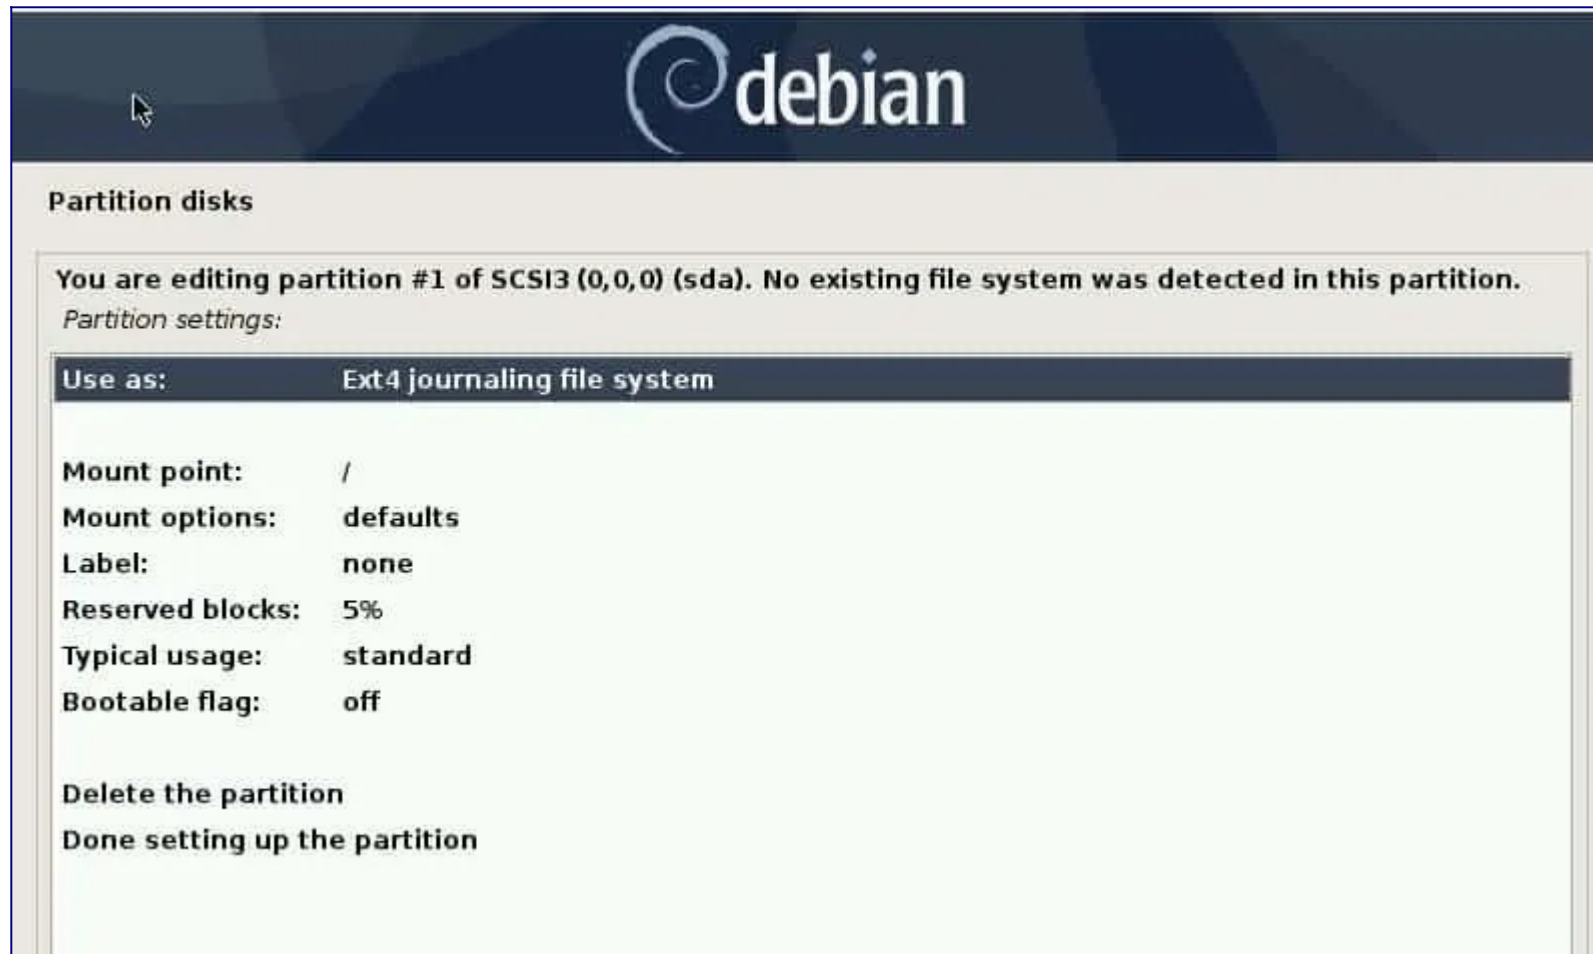 debian
Partition disks
You are editing partition #1 of SCSI3 (0,0,0) (sda). No existing file system was detected in this partition.
Partition settings:
Use as: Ext4 journaling file system
Mount point: /
Mount options: defaults
Label: none
Reserved blocks: 5%
Typical usage: standard
Bootable flag: off
Delete the partition
Done setting up the partition